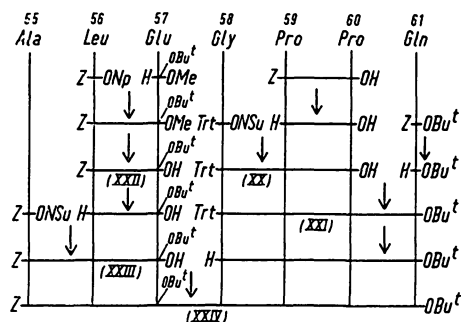 55 56 57 58 59 60 61
Ala Leu Glu Gly Pro Pro Gln
OBuᵗ
Z ONp H OMe Z OH
OBuᵗ
Z OMe Trt ONSu H OH Z OBuᵗ
OBuᵗ
Z OH Trt OH H OBuᵗ
(XXII) (XX)
OBuᵗ
Z ONSu H OH Trt OBuᵗ
(XXI)
OBuᵗ
Z OH H OBuᵗ
(XXIII)
OBuᵗ
Z OBuᵗ
(XXIV)